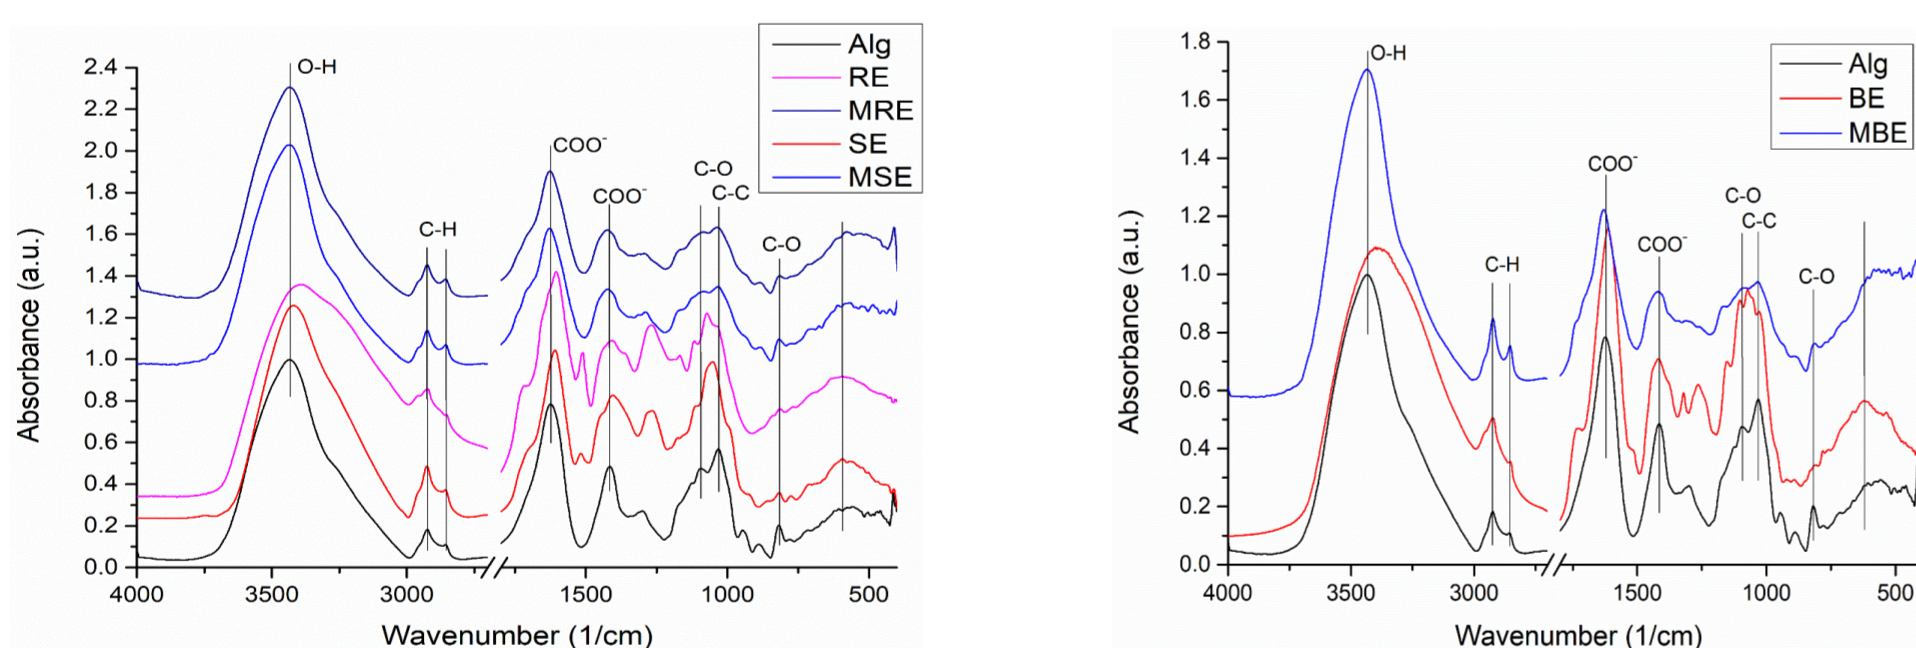 Alg
RE
MRE
SE
MSE
O-H
COO⁻
COO⁻
C-O
C-C
C-H
C-O
2.4
2.2
2.0
1.8
1.6
1.4
1.2
1.0
0.8
0.6
0.4
0.2
0.0
Absorbance (a.u.)
4000 3500 3000 1500 1000 500
Wavenumber (1/cm)
Alg
BE
MBE
O-H
COO⁻
COO⁻
C-O
C-C
C-H
C-O
1.8
1.6
1.4
1.2
1.0
0.8
0.6
0.4
0.2
0.0
Absorbance (a.u.)
4000 3500 3000 1500 1000 500
Wavenumber (1/cm)